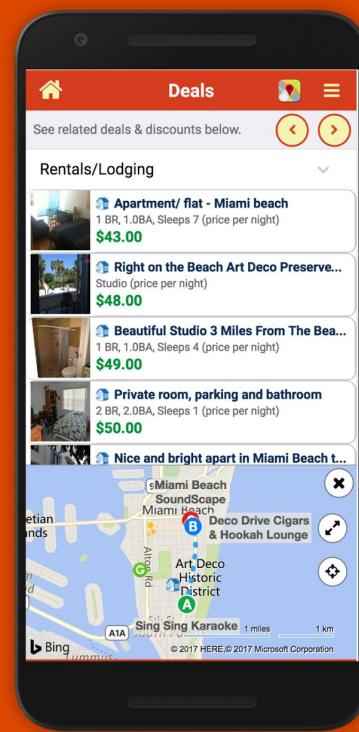 Deals
See related deals & discounts below.
Rentals/Lodging
Apartment/ flat - Miami beach
1 BR, 1.0BA, Sleeps 7 (price per night)
$43.00
Right on the Beach Art Deco Preserve...
Studio (price per night)
$48.00
Beautiful Studio 3 Miles From The Bea...
1 BR, 1.0BA, Sleeps 4 (price per night)
$49.00
Private room, parking and bathroom
2 BR, 2.0BA, Sleeps 1 (price per night)
$50.00
Nice and bright apart in Miami Beach t...
Miami Beach
SoundScape
Miami Beach
B
Deco Drive Cigars
& Hookah Lounge
etian
nds
Alton Rd
G
Art Deco
Historic
District
A
Sing Sing Karaoke
A1A
1 miles
1 km
Bing
© 2017 HERE,© 2017 Microsoft Corporation